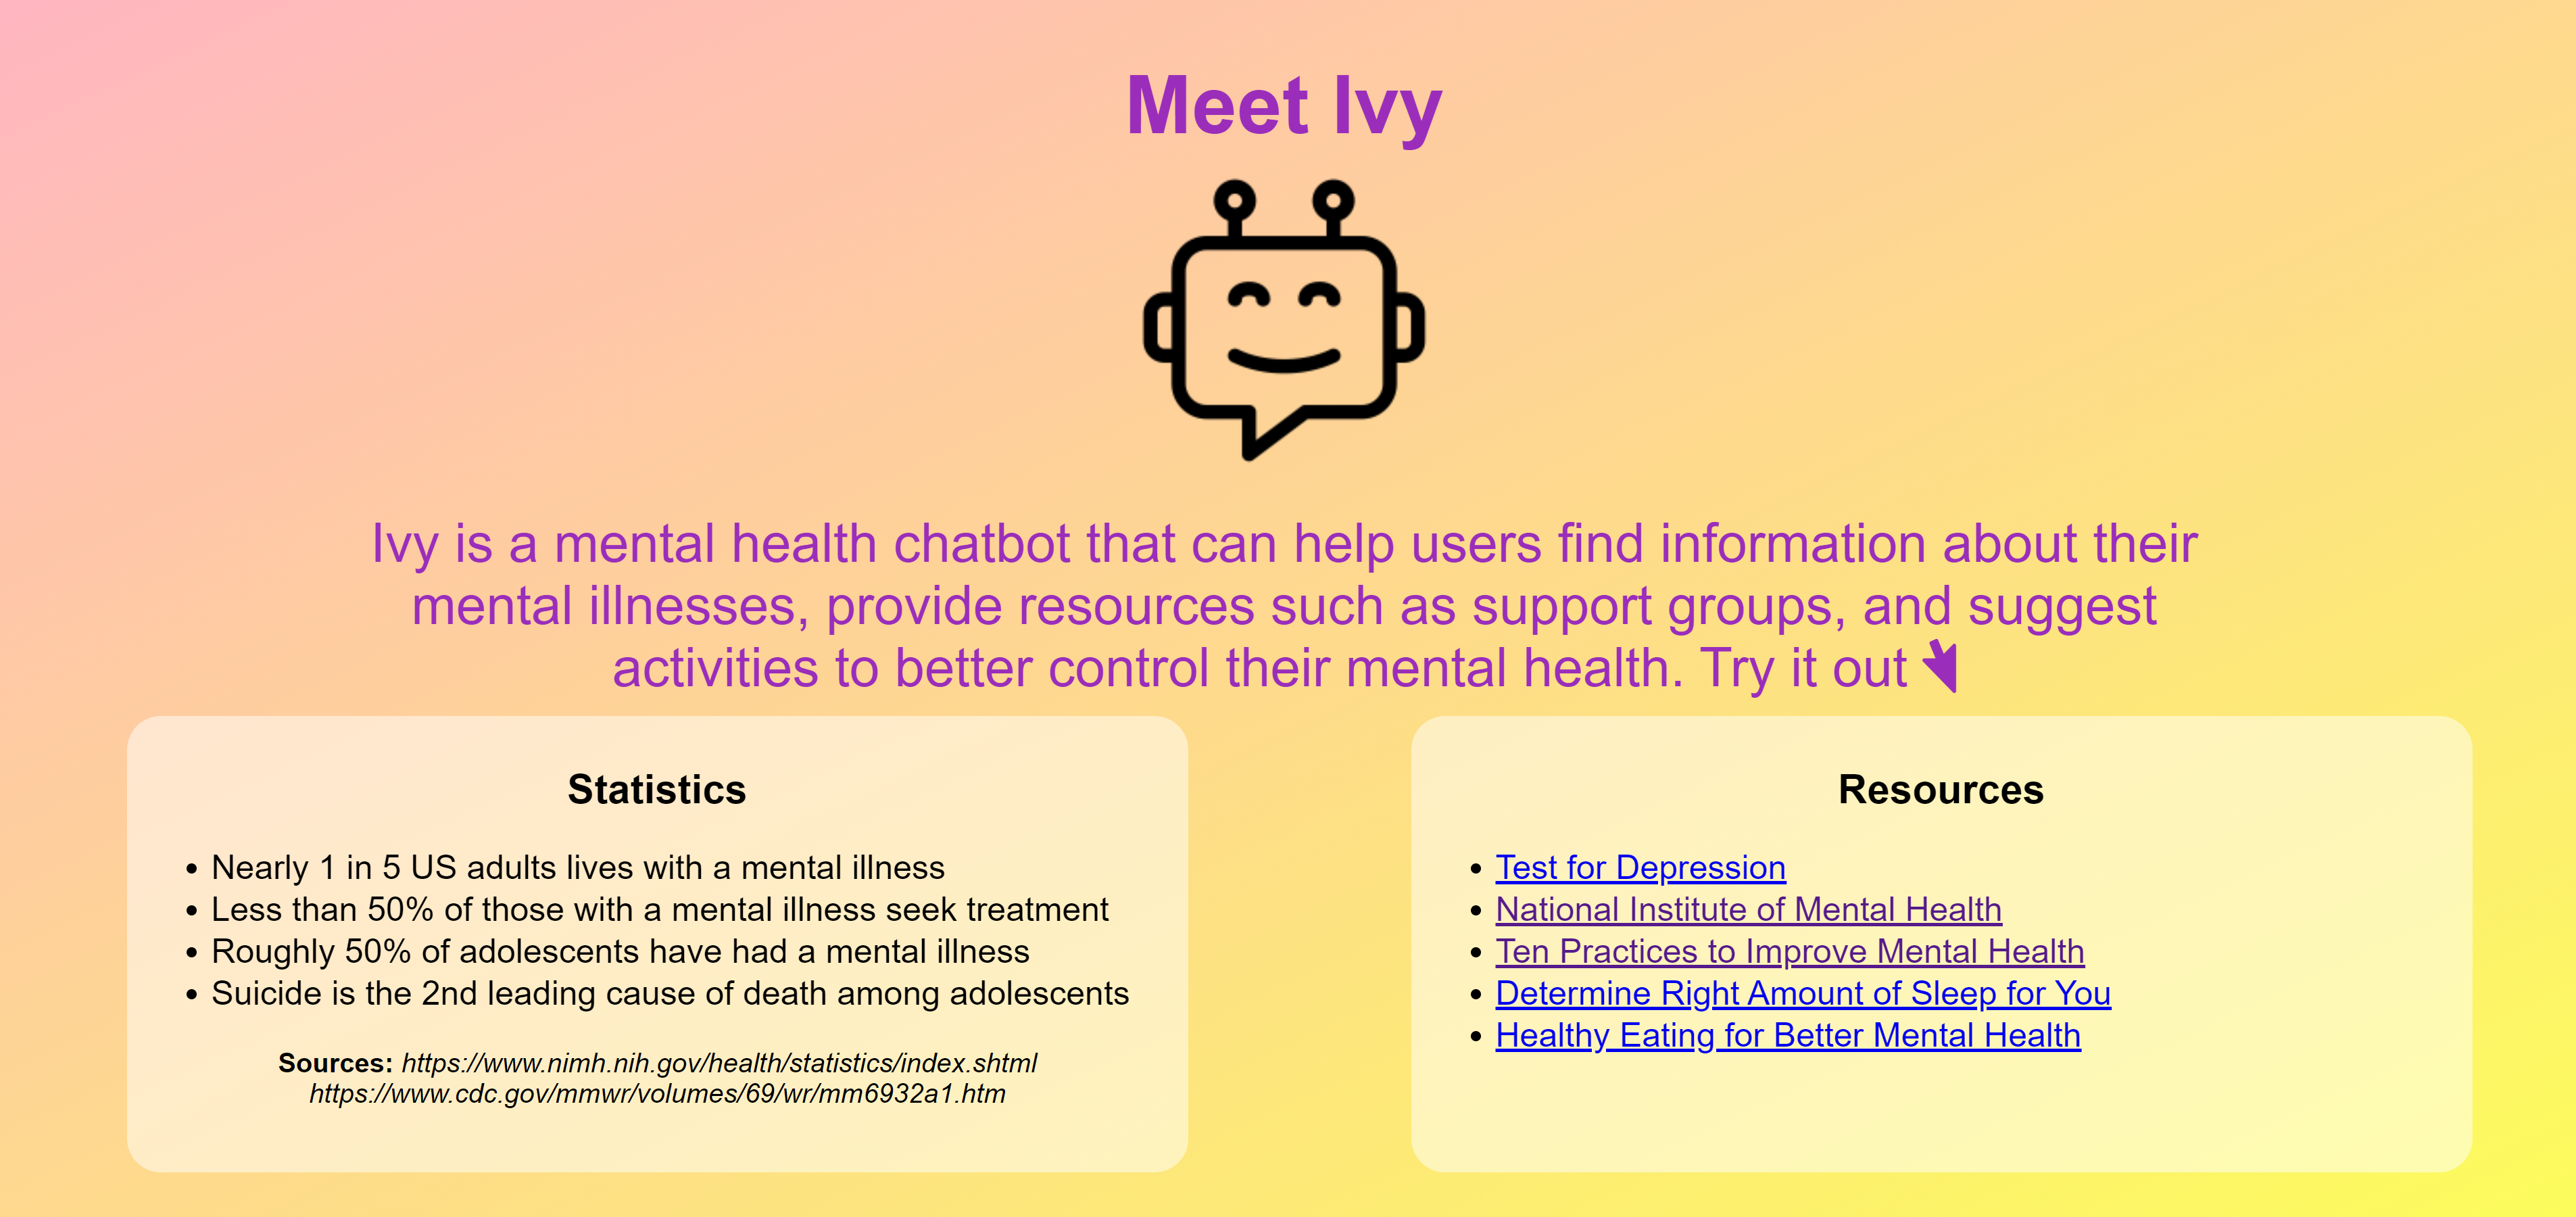 Meet Ivy
Ivy is a mental health chatbot that can help users find information about their
mental illnesses, provide resources such as support groups, and suggest
activities to better control their mental health. Try it out
Statistics
• Nearly 1 in 5 US adults lives with a mental illness
• Less than 50% of those with a mental illness seek treatment
• Roughly 50% of adolescents have had a mental illness
• Suicide is the 2nd leading cause of death among adolescents
Sources: https://www.nimh.nih.gov/health/statistics/index.shtml
https://www.cdc.gov/mmwr/volumes/69/wr/mm6932a1.htm
Resources
• Test for Depression
• National Institute of Mental Health
• Ten Practices to Improve Mental Health
• Determine Right Amount of Sleep for You
• Healthy Eating for Better Mental Health